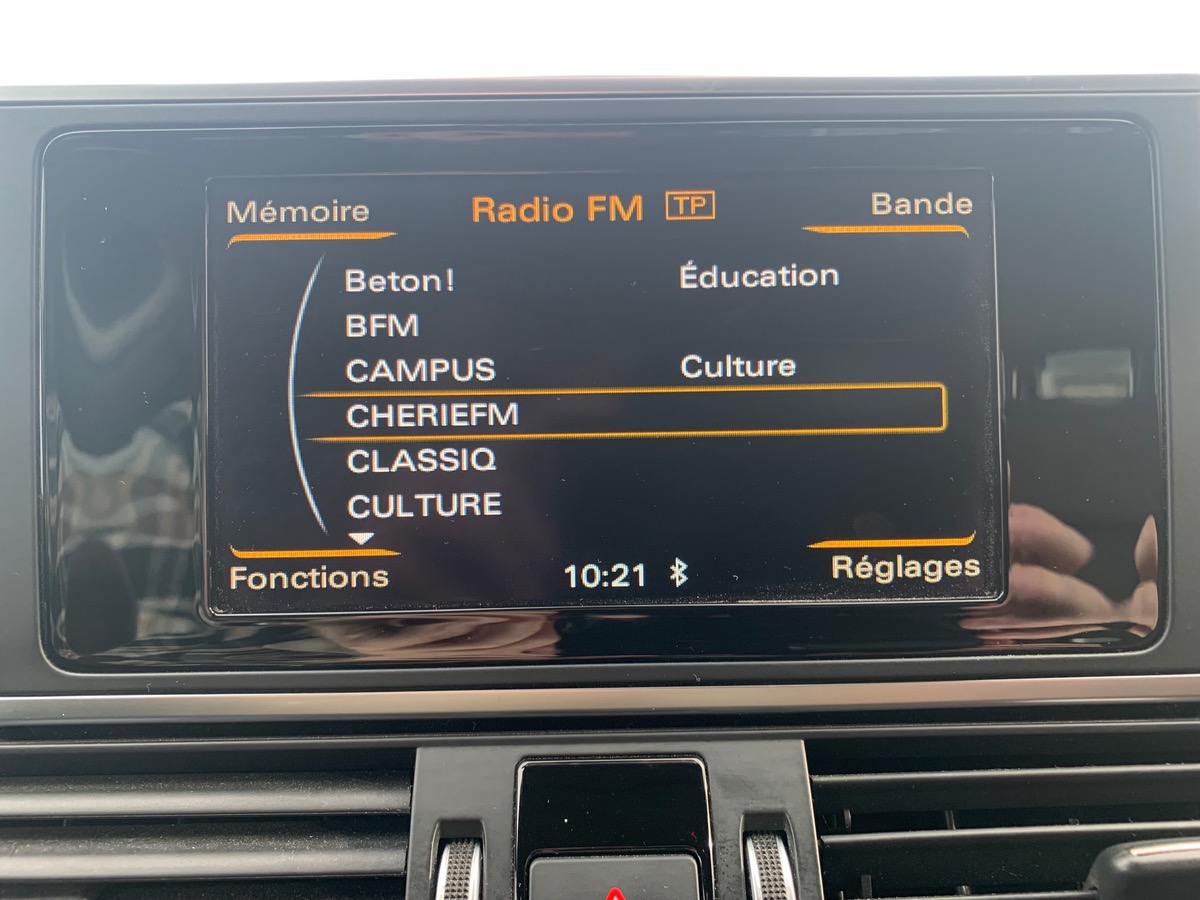 Mémoire Radio FM TP Bande
Beton! Éducation
BFM
CAMPUS Culture
CHERIEFM
CLASSIQ
CULTURE
Fonctions 10:21 Réglages